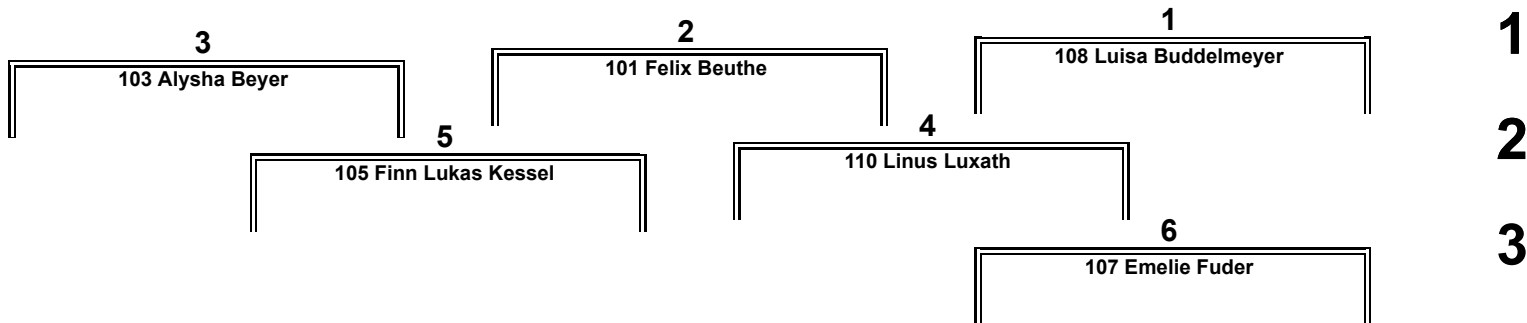 3
103 Alysha Beyer
2
101 Felix Beuthe
1
108 Luisa Buddelmeyer
1
5
105 Finn Lukas Kessel
4
110 Linus Luxath
2
6
107 Emelie Fuder
3